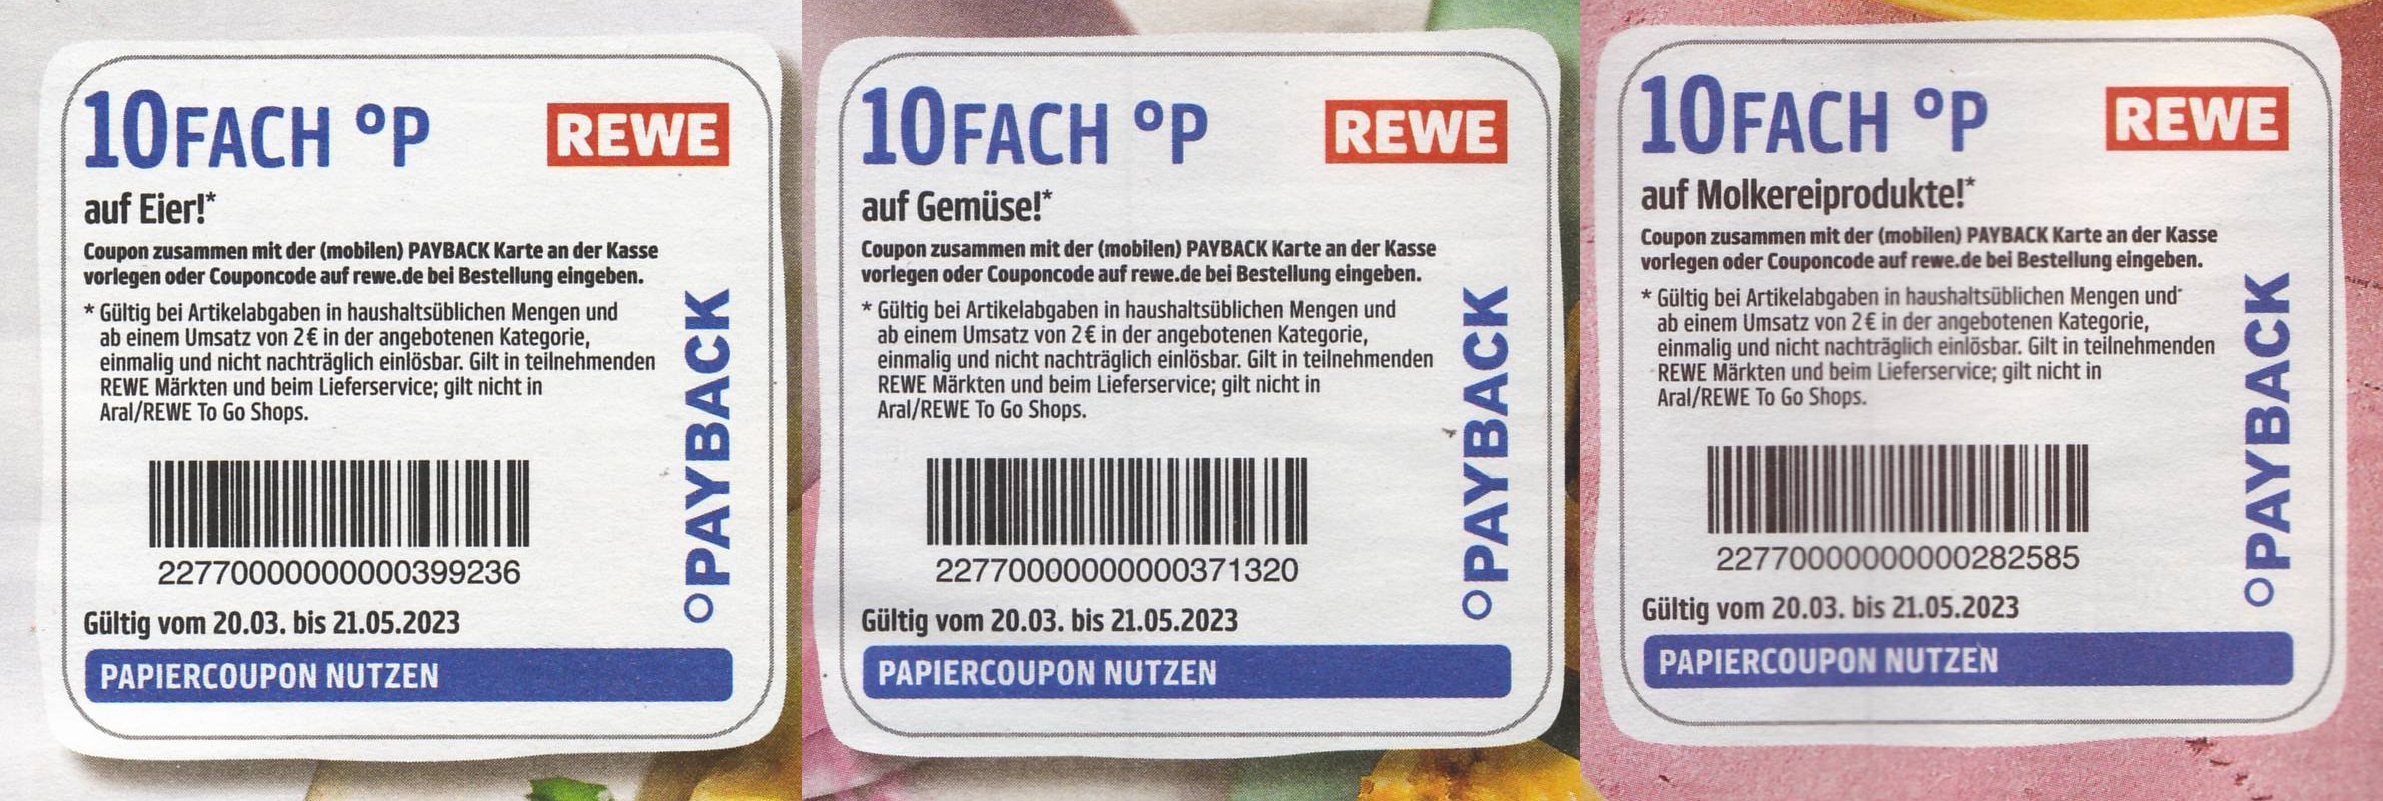 10FACH °P
REWE
auf Eier!*
Coupon zusammen mit der (mobilen) PAYBACK Karte an der Kasse
vorlegen oder Couponcode auf rewe.de bei Bestellung eingeben.
* Gültig bei Artikelabgaben in haushaltsüblichen Mengen und
ab einem Umsatz von 2€ in der angebotenen Kategorie,
einmalig und nicht nachträglich einlösbar. Gilt in teilnehmenden
REWE Märkten und beim Lieferservice; gilt nicht in
Aral/REWE To Go Shops.
PAYBACK
22770000000000399236
Gültig vom 20.03. bis 21.05.2023
PAPIERCOUPON NUTZEN
10FACH °P
REWE
auf Gemüse!*
Coupon zusammen mit der (mobilen) PAYBACK Karte an der Kasse
vorlegen oder Couponcode auf rewe.de bei Bestellung eingeben.
* Gültig bei Artikelabgaben in haushaltsüblichen Mengen und
ab einem Umsatz von 2€ in der angebotenen Kategorie,
einmalig und nicht nachträglich einlösbar. Gilt in teilnehmenden
REWE Märkten und beim Lieferservice; gilt nicht in
Aral/REWE To Go Shops.
PAYBACK
22770000000000371320
Gültig vom 20.03. bis 21.05.2023
PAPIERCOUPON NUTZEN
10FACH °P
REWE
auf Molkereiprodukte!*
Coupon zusammen mit der (mobilen) PAYBACK Karte an der Kasse
vorlegen oder Couponcode auf rewe.de bei Bestellung eingeben.
* Gültig bei Artikelabgaben in haushaltsüblichen Mengen und
ab einem Umsatz von 2€ in der angebotenen Kategorie,
einmalig und nicht nachträglich einlösbar. Gilt in teilnehmenden
REWE Märkten und beim Lieferservice; gilt nicht in
Aral/REWE To Go Shops.
PAYBACK
22770000000000282585
Gültig vom 20.03. bis 21.05.2023
PAPIERCOUPON NUTZEN